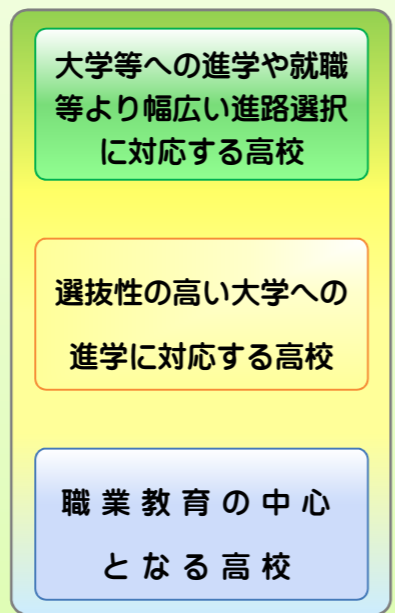 大学等への進学や就職
等より幅広い進路選択
に対応する高校
選抜性の高い大学への
進学に対応する高校
職業教育の中心
となる高校